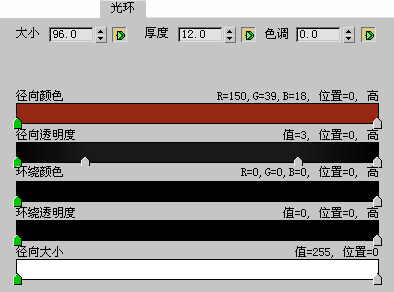 光环
大小 96.0 厚度 12.0 色调 0.0
径向颜色 R=150,G=39,B=18, 位置=0, 高
径向透明度 值=3, 位置=0, 高
环绕颜色 R=0,G=0,B=0, 位置=0, 高
环绕透明度 值=0, 位置=0, 高
径向大小 值=255, 位置=0